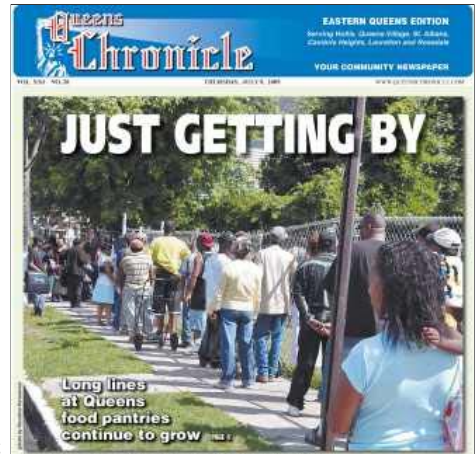 Queens
Chronicle
EASTERN QUEENS EDITION
Serving Hollis, Queens Village, St. Albans,
Cambria Heights, Laurelton and Rosedale
YOUR COMMUNITY NEWSPAPER
JUST GETTING BY
Long lines
at Queens
food pantries
continue to grow